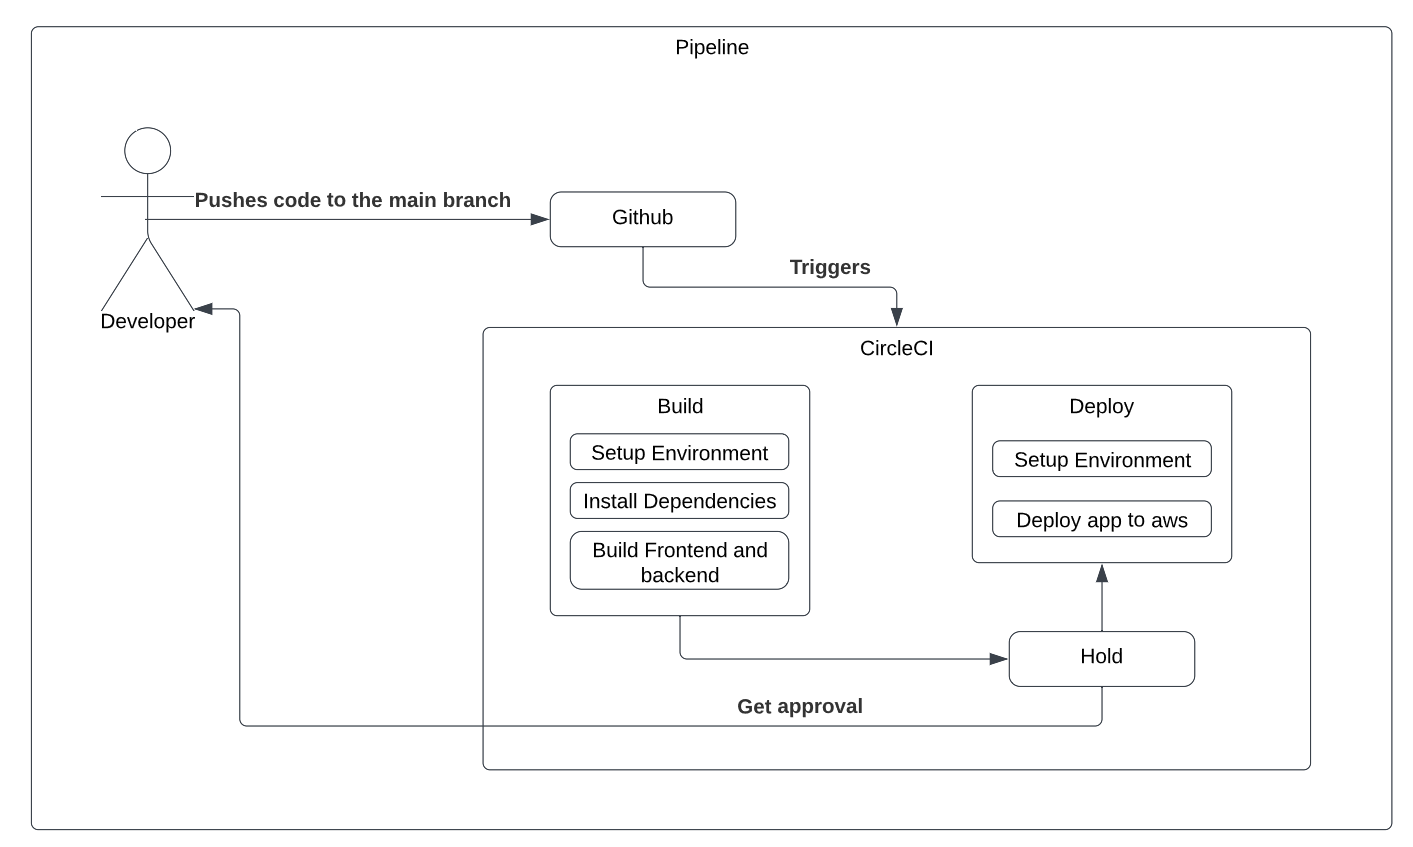 Pipeline
Pushes code to the main branch
Github
Developer
Triggers
CircleCI
Build
Setup Environment
Install Dependencies
Build Frontend and
backend
Deploy
Setup Environment
Deploy app to aws
Hold
Get approval